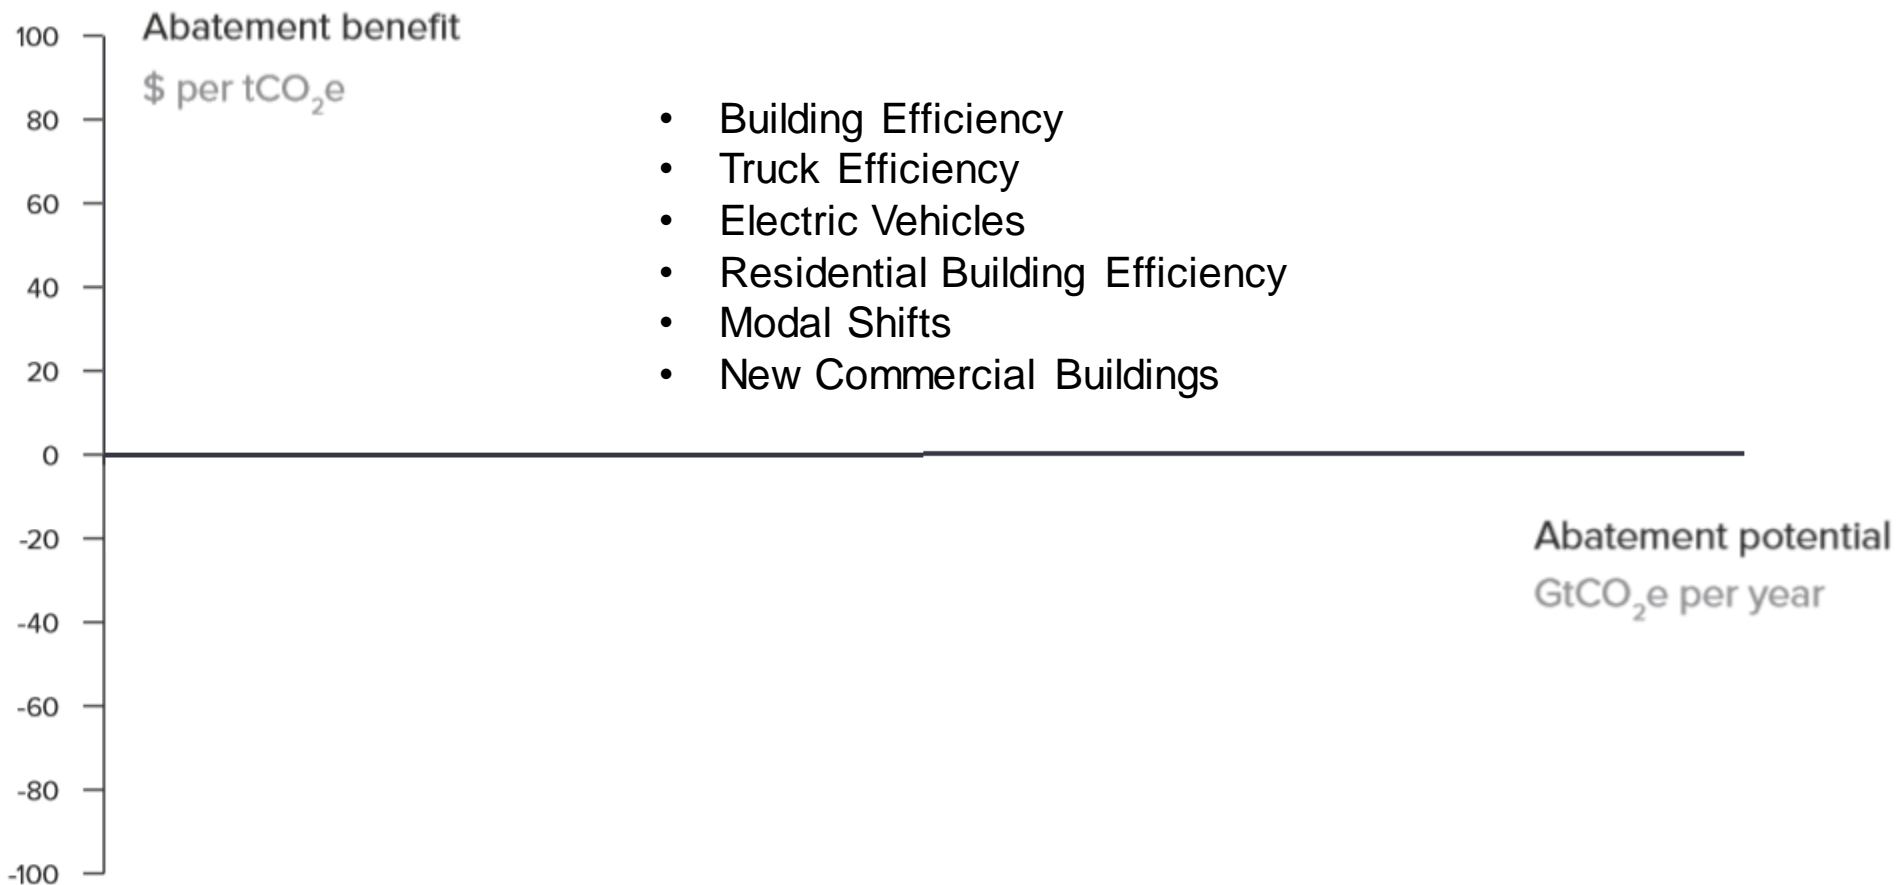 Abatement benefit
$ per tCO₂e
100
80
60
40
20
0
-20
-40
-60
-80
-100
• Building Efficiency
• Truck Efficiency
• Electric Vehicles
• Residential Building Efficiency
• Modal Shifts
• New Commercial Buildings
Abatement potential
GtCO₂e per year